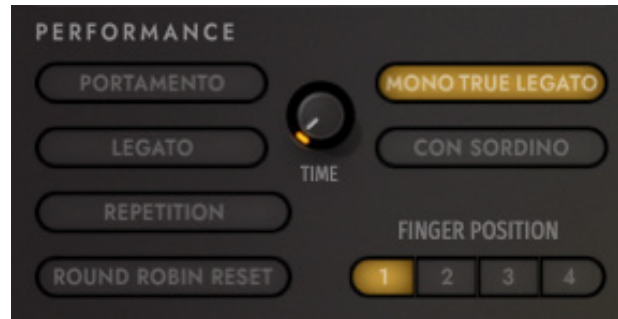 PERFORMANCE
PORTAMENTO
MONO TRUE LEGATO
LEGATO
TIME
CON SORDINO
REPETITION
FINGER POSITION
ROUND ROBIN RESET
1 2 3 4